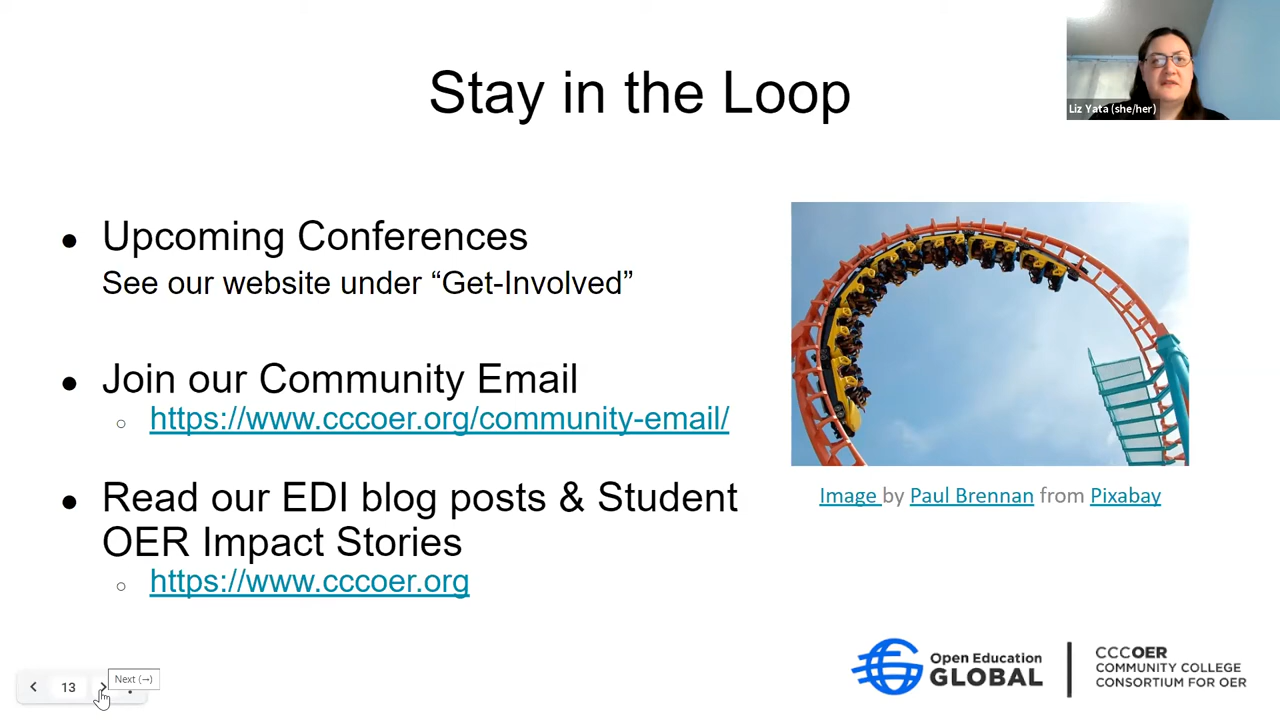 Stay in the Loop
Liz Yata (she/her)
● Upcoming Conferences
See our website under “Get-Involved”
● Join our Community Email
○ https://www.cccoer.org/community-email/
● Read our EDI blog posts & Student
OER Impact Stories
○ https://www.cccoer.org
Image by Paul Brennan from Pixabay
Open Education
GLOBAL
CCCOER
COMMUNITY COLLEGE
CONSORTIUM FOR OER
13
Next (→)